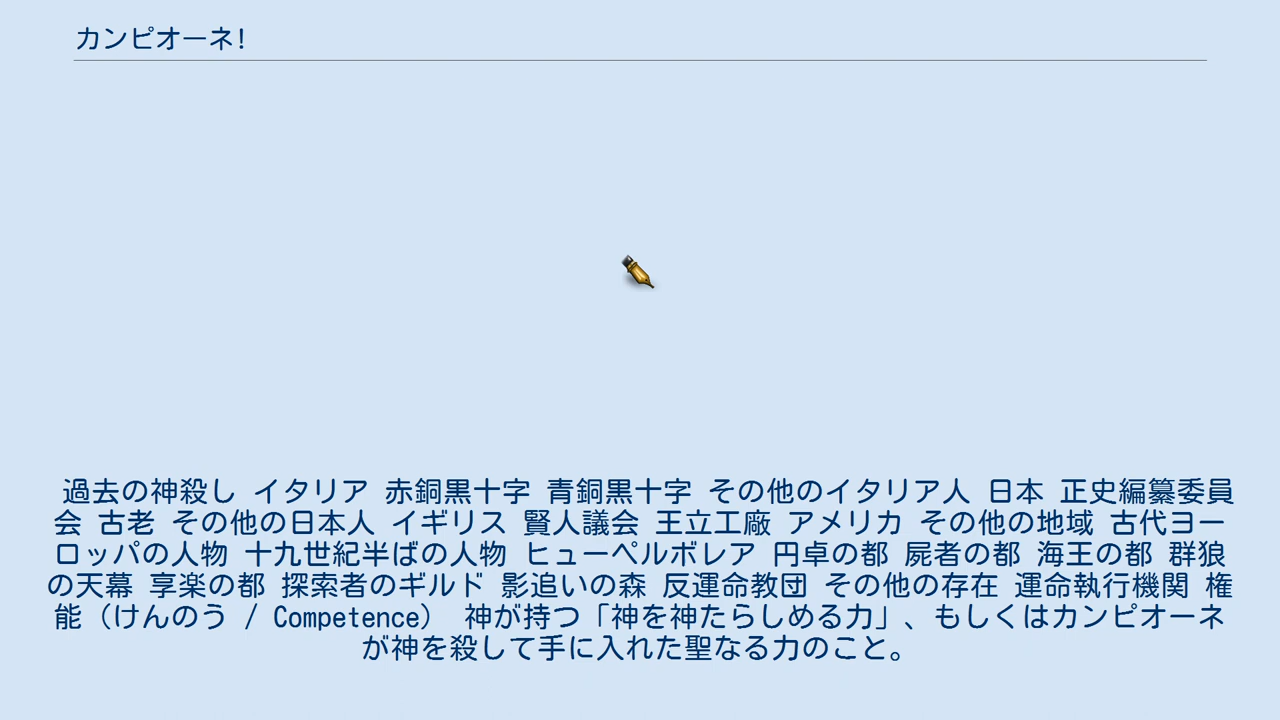 カンピオーネ!
過去の神殺し イタリア 赤銅黒十字 青銅黒十字 その他のイタリア人 日本 正史編纂委員
会 古老 その他の日本人 イギリス 賢人議会 王立工廠 アメリカ その他の地域 古代ヨー
ロッパの人物 十九世紀半ばの人物 ヒューペルボレア 円卓の都 屍者の都 海王の都 群狼
の天幕 享楽の都 探索者のギルド 影追いの森 反運命教団 その他の存在 運命執行機関 権
能（けんのう / Competence） 神が持つ「神を神たらしめる力」、もしくはカンピオーネ
が神を殺して手に入れた聖なる力のこと。